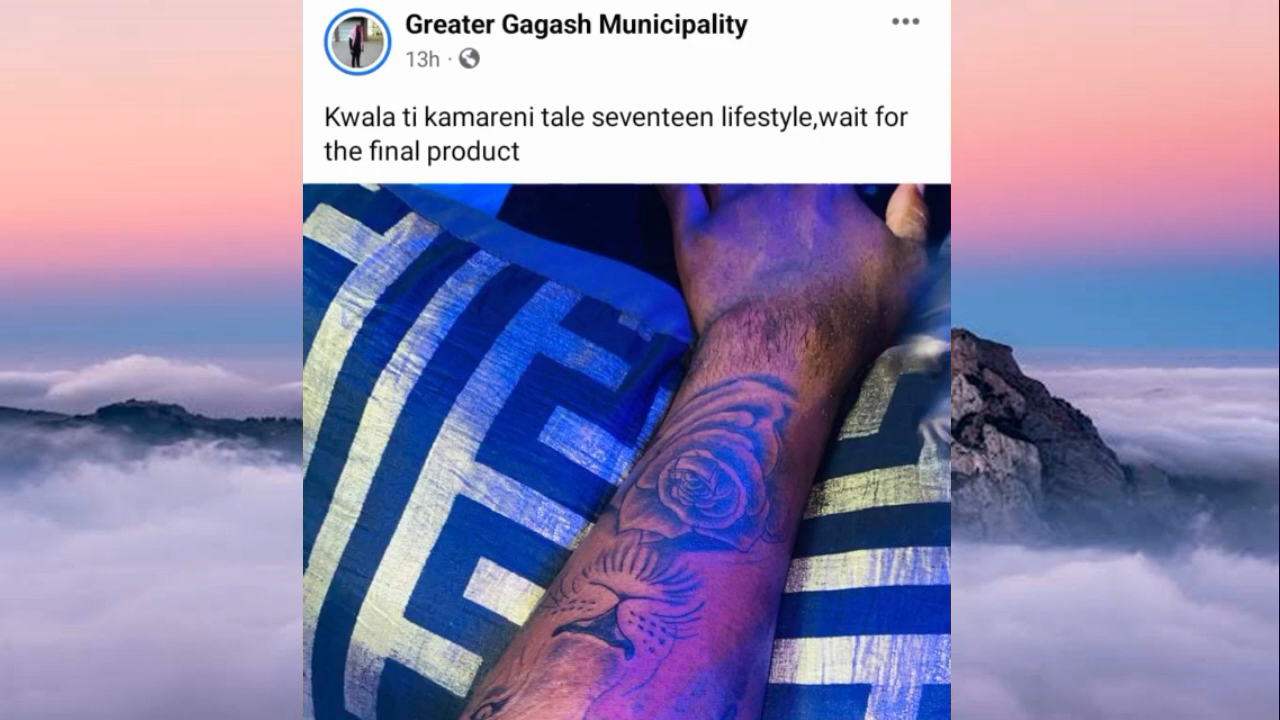 Greater Gagash Municipality
13h ·
Kwala ti kamareni tale seventeen lifestyle,wait for
the final product